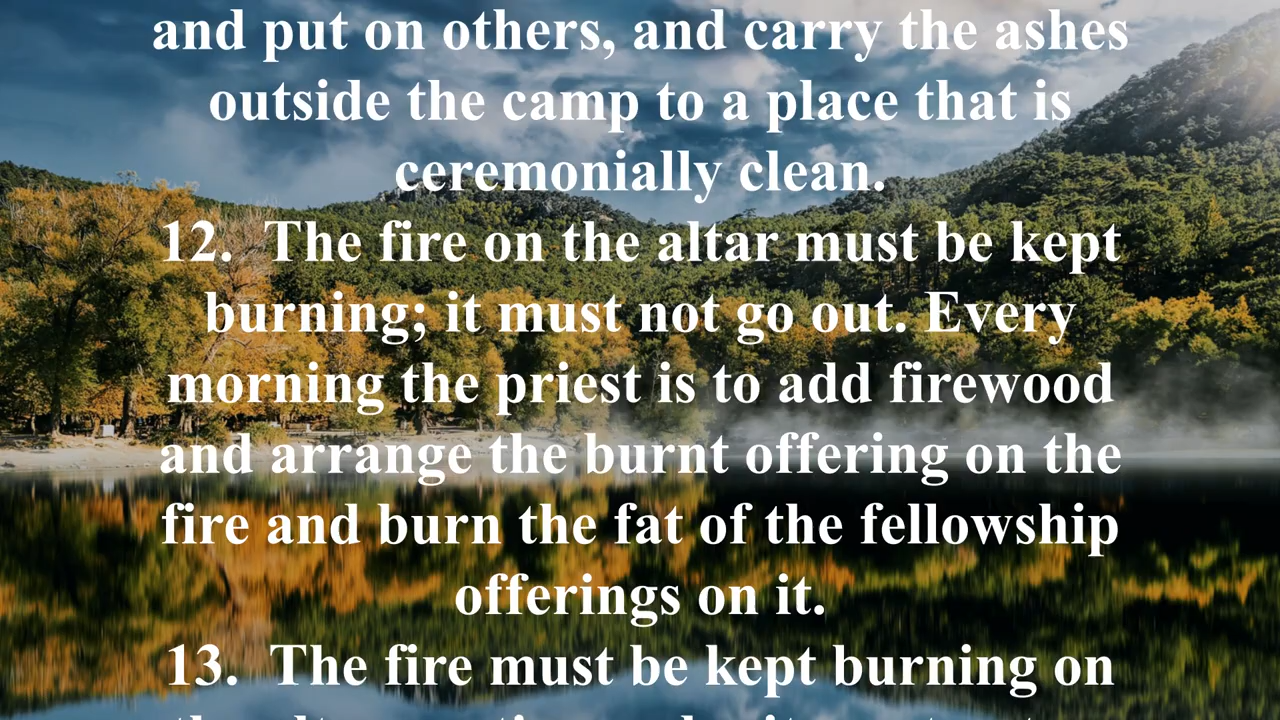 and put on others, and carry the ashes
outside the camp to a place that is
ceremonially clean.
12. The fire on the altar must be kept
burning; it must not go out. Every
morning the priest is to add firewood
and arrange the burnt offering on the
fire and burn the fat of the fellowship
offerings on it.
13. The fire must be kept burning on